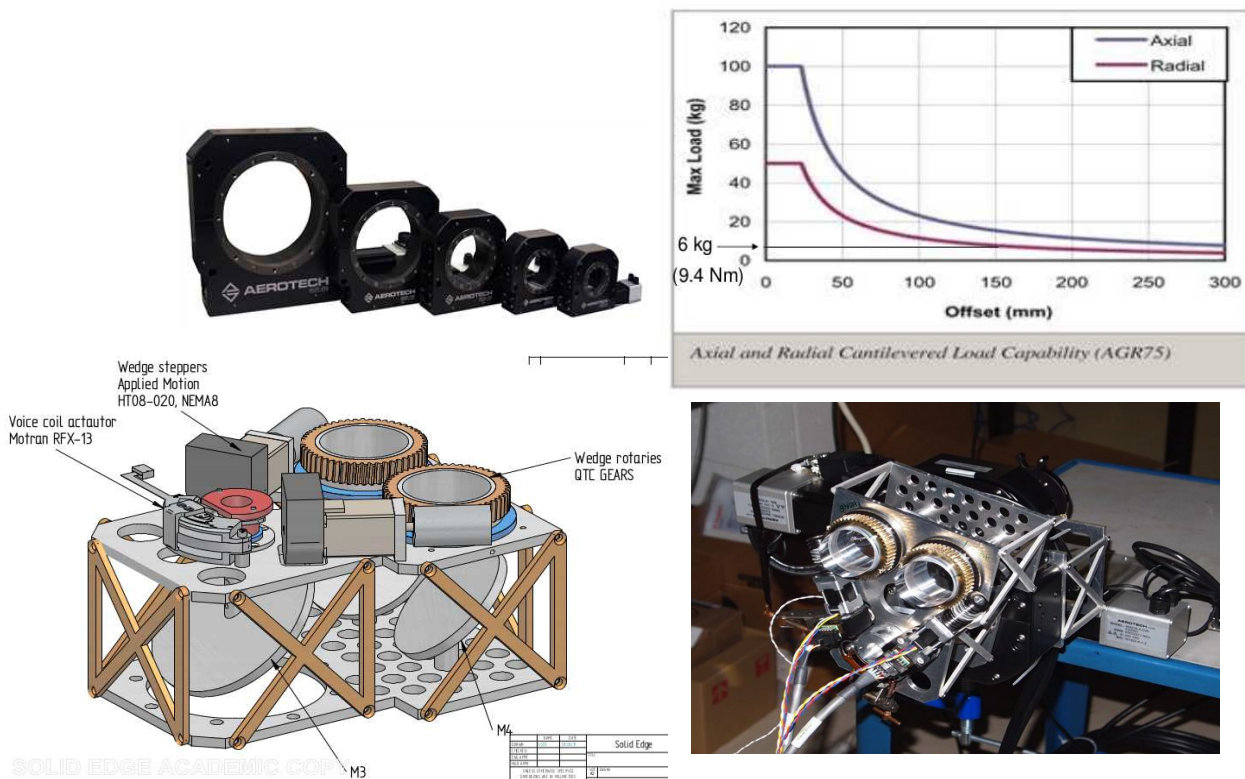 AEROTECH
AEROTECH
AEROTECH
AEROTECH
120
100
80
60
40
20
0
Max Load (kg)
Axial
Radial
6 kg
(9.4 Nm)
0
50
100
150
200
250
300
Offset (mm)
Axial and Radial Cantilevered Load Capability (AGR75)
Wedge steppers
Applied Motion
HT08-020, NEMA8
Voice coil actautor
Motran RFX-13
Wedge rotaries
QTC GEARS
M4
M3
SOLID EDGE ACADEMIC COPY
NAME
DATE
Solid Edge
AEROTECH